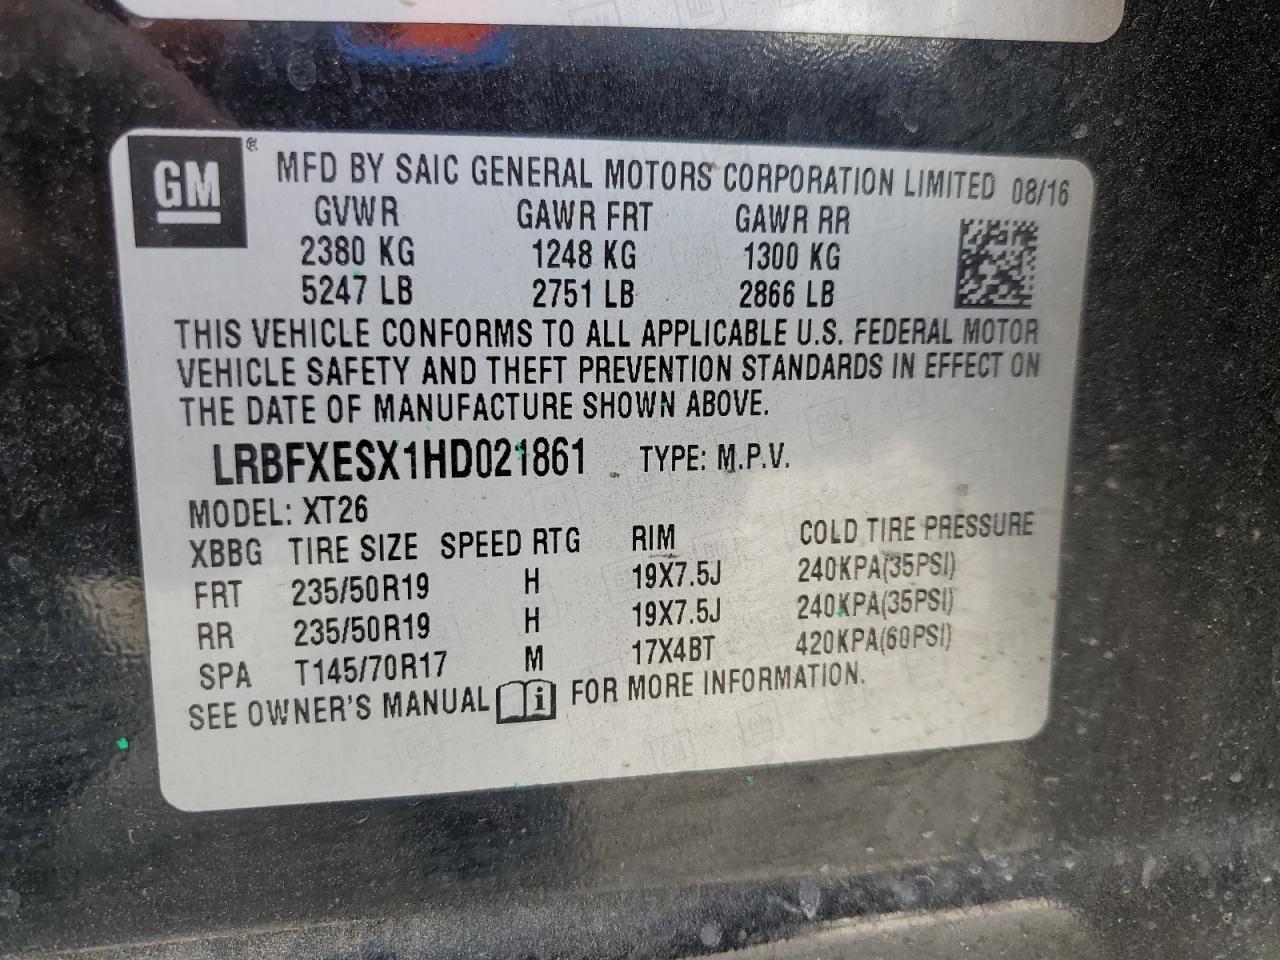 GM ® MFD BY SAIC GENERAL MOTORS CORPORATION LIMITED 08/16
GVWR GAWR FRT GAWR RR
2380 KG 1248 KG 1300 KG
5247 LB 2751 LB 2866 LB
THIS VEHICLE CONFORMS TO ALL APPLICABLE U.S. FEDERAL MOTOR
VEHICLE SAFETY AND THEFT PREVENTION STANDARDS IN EFFECT ON
THE DATE OF MANUFACTURE SHOWN ABOVE.
LRBFXESX1HD021861 TYPE: M.P.V.
MODEL: XT26
XBBG TIRE SIZE SPEED RTG RIM COLD TIRE PRESSURE
FRT 235/50R19 H 19X7.5J 240KPA(35PSI)
RR 235/50R19 H 19X7.5J 240KPA(35PSI)
SPA T145/70R17 M 17X4BT 420KPA(60PSI)
SEE OWNER'S MANUAL i FOR MORE INFORMATION.